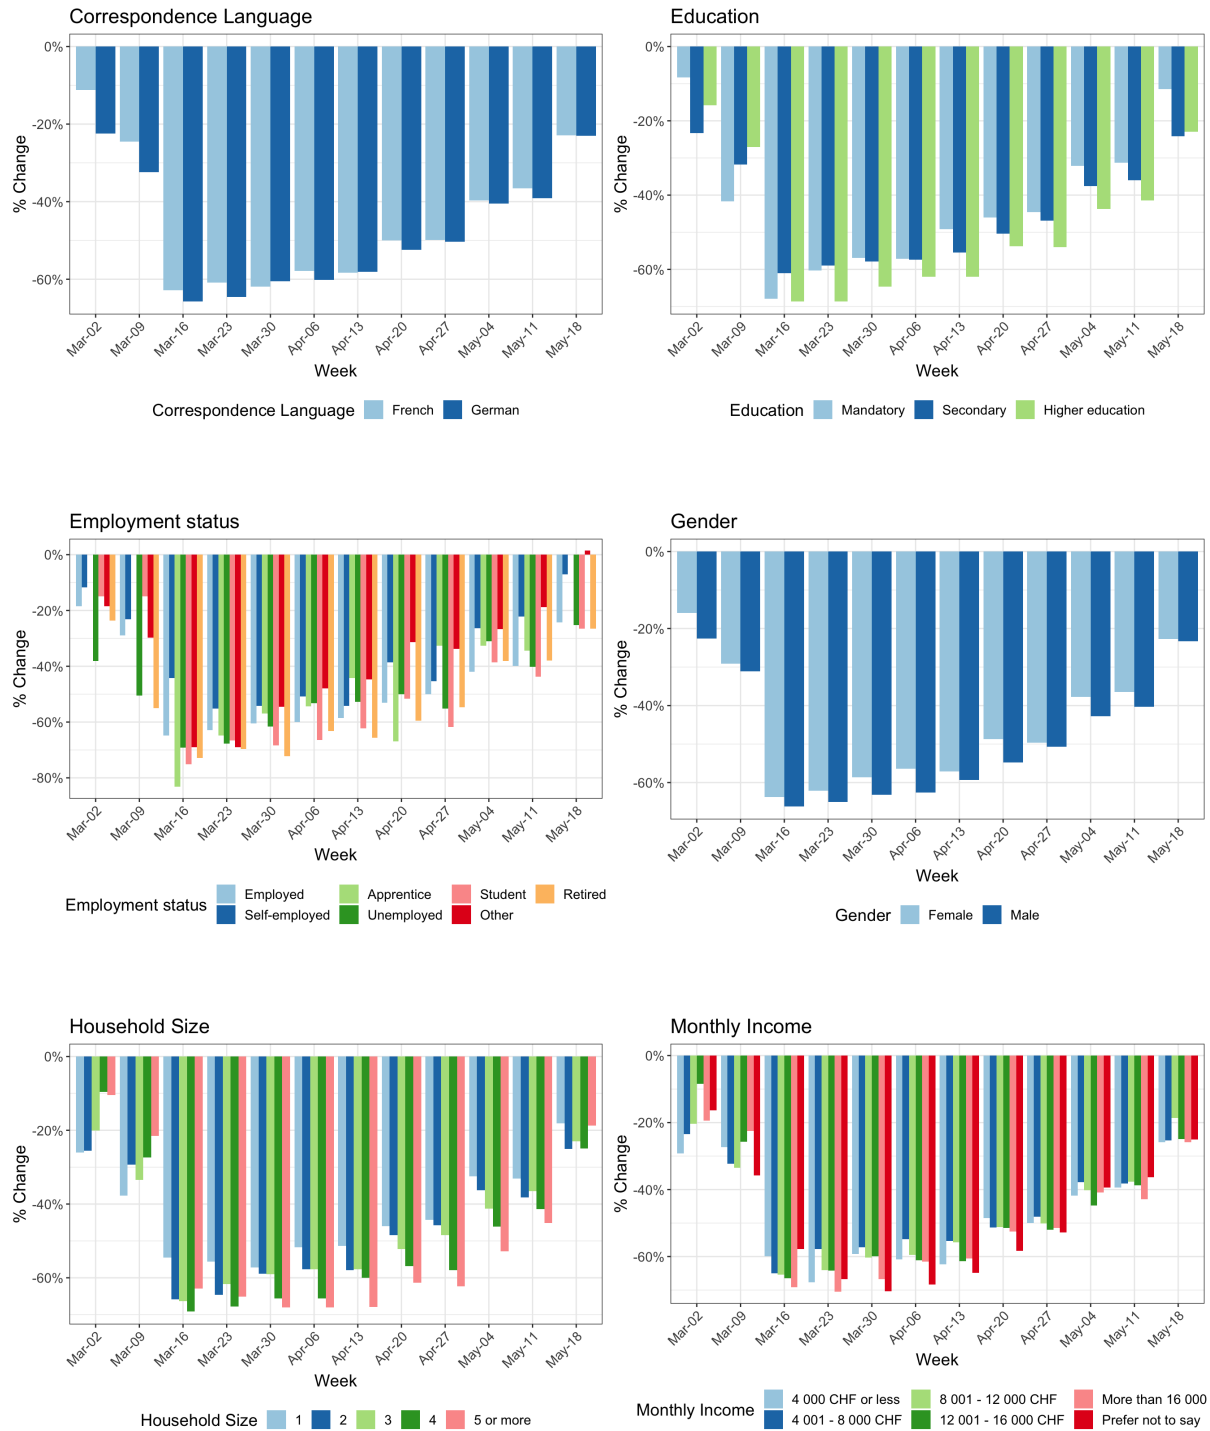 Correspondence Language
0%
-20%
-40%
-60%
% Change
Mar-02 Mar-09 Mar-16 Mar-23 Mar-30 Apr-06 Apr-13 Apr-20 Apr-27 May-04 May-11 May-18
Week
Correspondence Language French German
Education
0%
-20%
-40%
-60%
% Change
Mar-02 Mar-09 Mar-16 Mar-23 Mar-30 Apr-06 Apr-13 Apr-20 Apr-27 May-04 May-11 May-18
Week
Education Mandatory Secondary Higher education
Employment status
0%
-20%
-40%
-60%
-80%
% Change
Mar-02 Mar-09 Mar-16 Mar-23 Mar-30 Apr-06 Apr-13 Apr-20 Apr-27 May-04 May-11 May-18
Week
Employment status
Employed Apprentice Student Retired
Self-employed Unemployed Other
Gender
0%
-20%
-40%
-60%
% Change
Mar-02 Mar-09 Mar-16 Mar-23 Mar-30 Apr-06 Apr-13 Apr-20 Apr-27 May-04 May-11 May-18
Week
Gender Female Male
Household Size
0%
-20%
-40%
-60%
% Change
Mar-02 Mar-09 Mar-16 Mar-23 Mar-30 Apr-06 Apr-13 Apr-20 Apr-27 May-04 May-11 May-18
Week
Household Size 1 2 3 4 5 or more
Monthly Income
0%
-20%
-40%
-60%
% Change
Mar-02 Mar-09 Mar-16 Mar-23 Mar-30 Apr-06 Apr-13 Apr-20 Apr-27 May-04 May-11 May-18
Week
Monthly Income
4 000 CHF or less 8 001 - 12 000 CHF More than 16 000
4 001 - 8 000 CHF 12 001 - 16 000 CHF Prefer not to say